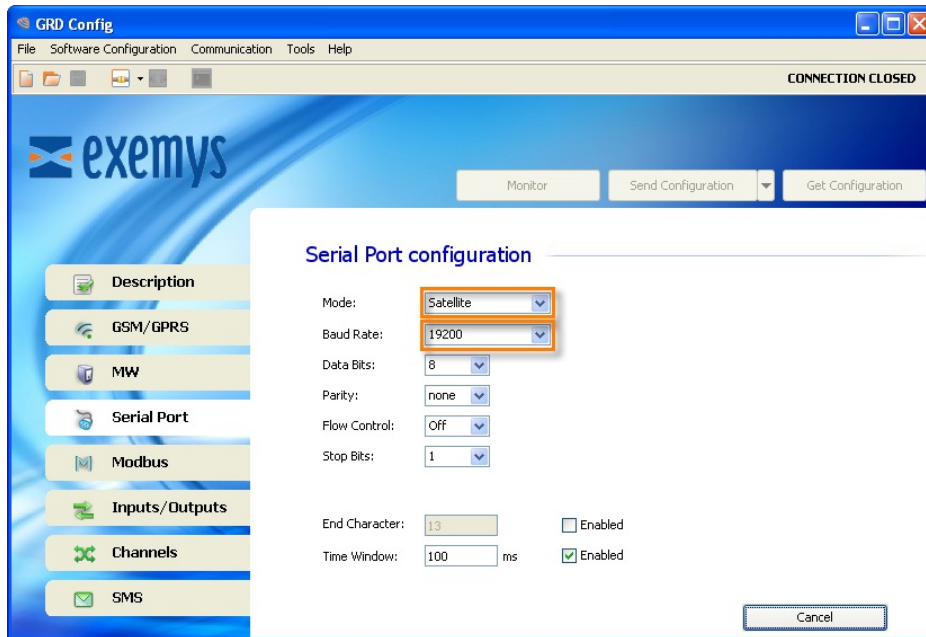 GRD Config
File Software Configuration Communication Tools Help
CONNECTION CLOSED
exemys
Monitor Send Configuration Get Configuration
Serial Port configuration
Description
GSM/GPRS
MW
Serial Port
Modbus
Inputs/Outputs
Channels
SMS
Mode: Satellite
Baud Rate: 19200
Data Bits: 8
Parity: none
Flow Control: Off
Stop Bits: 1
End Character: 13 Enabled
Time Window: 100 ms Enabled
Cancel